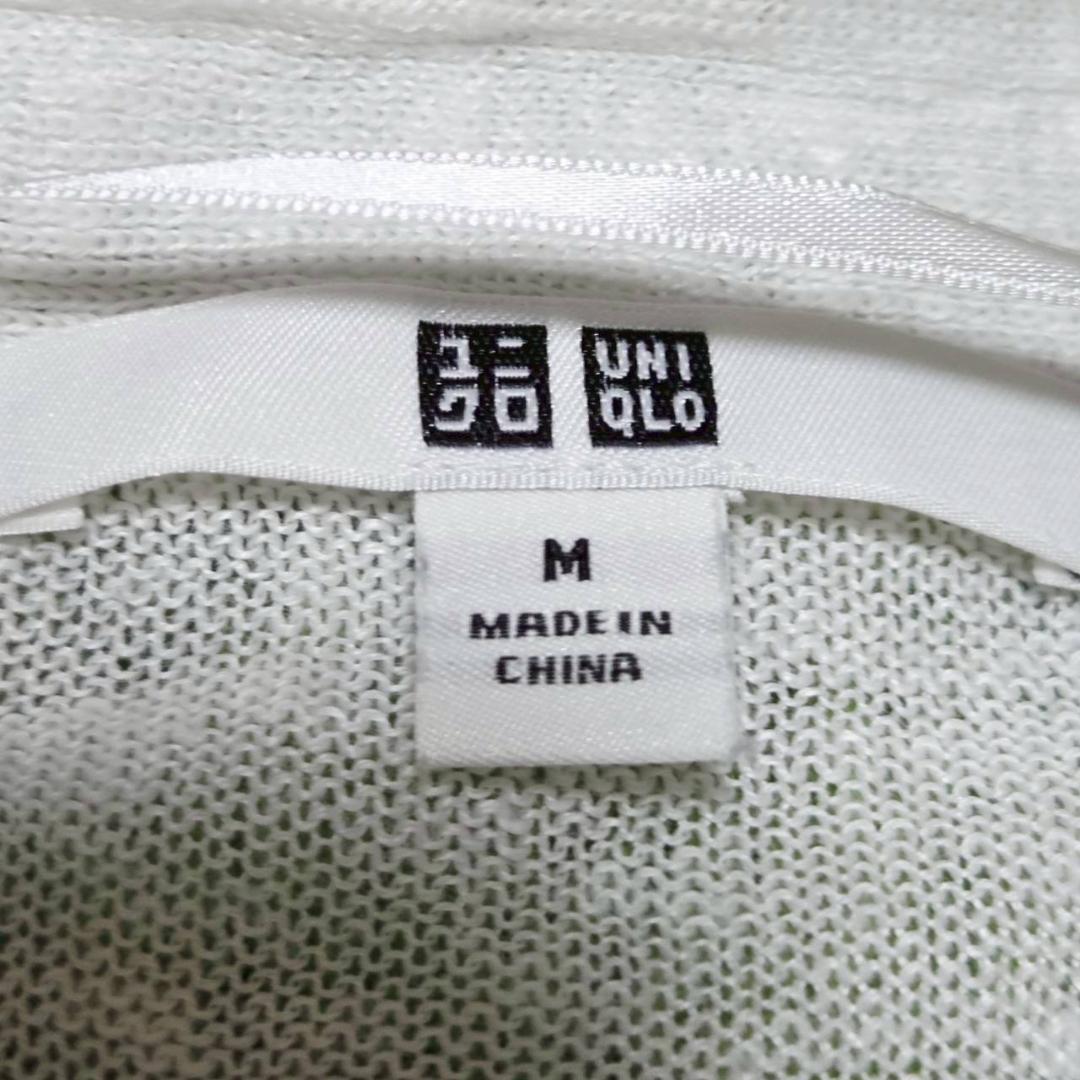 ユニ UNI
クロ QLO
M
MADE IN
CHINA